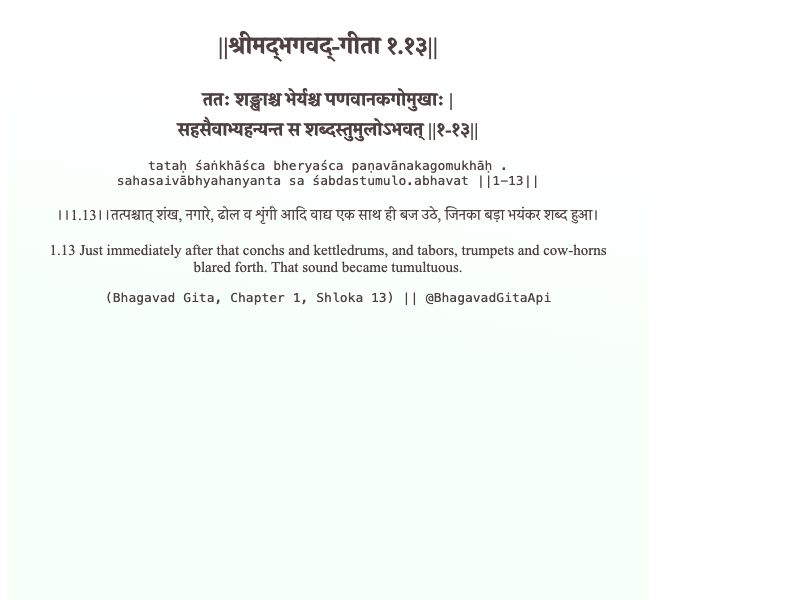 ||श्रीमद्‍भगवद्‍-गीता १.१३||
ततः शङ्खाश्च भेर्यश्च पणवानकगोमुखाः |
सहसैवाभ्यहन्यन्त स शब्दस्तुमुलोऽभवत् ||१-१३||
tataḥ śaṅkhāśca bheryaśca paṇavānakagomukhāḥ .
sahasaivābhyahanyanta sa śabdastumulo.abhavat ||1-13||
।।1.13।।तत्पश्चात् शंख, नगारे, ढोल व शृंगी आदि वाद्य एक साथ ही बज उठे, जिनका बड़ा भयंकर शब्द हुआ।
1.13 Just immediately after that conchs and kettledrums, and tabors, trumpets and cow-horns
blared forth. That sound became tumultuous.
(Bhagavad Gita, Chapter 1, Shloka 13) || @BhagavadGitaApi